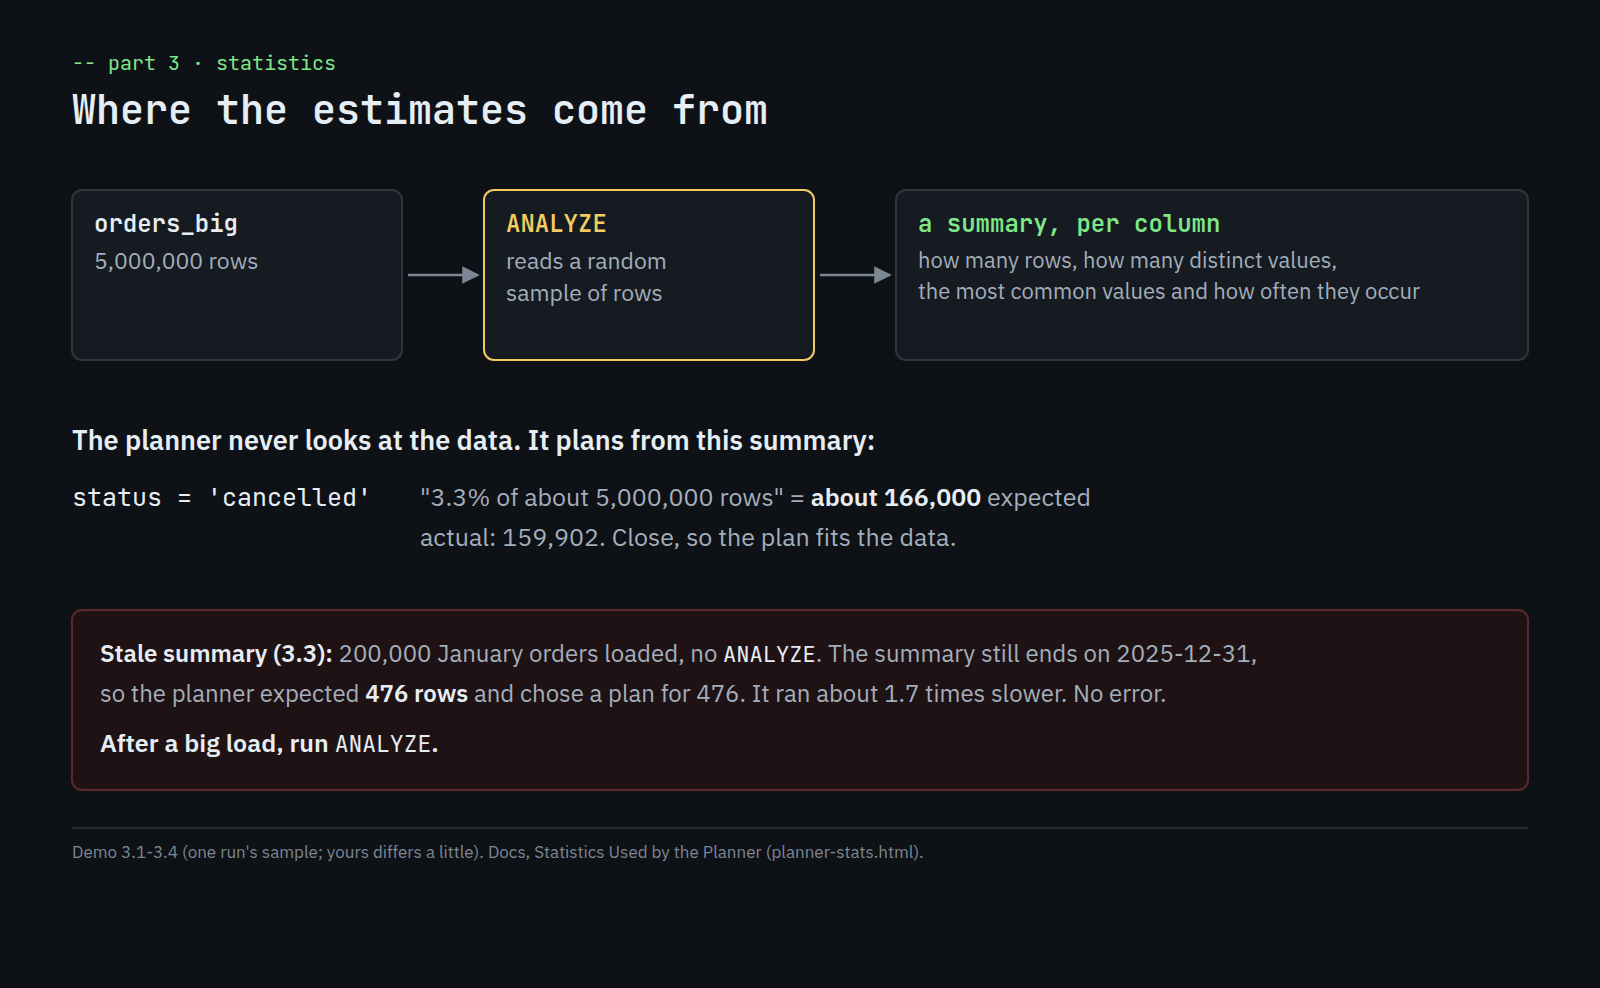 -- part 3 · statistics
Where the estimates come from
orders_big
5,000,000 rows
ANALYZE
reads a random
sample of rows
a summary, per column
how many rows, how many distinct values,
the most common values and how often they occur
The planner never looks at the data. It plans from this summary:
status = 'cancelled'
"3.3% of about 5,000,000 rows" = about 166,000 expected
actual: 159,902. Close, so the plan fits the data.
Stale summary (3.3): 200,000 January orders loaded, no ANALYZE. The summary still ends on 2025-12-31,
so the planner expected 476 rows and chose a plan for 476. It ran about 1.7 times slower. No error.
After a big load, run ANALYZE.
Demo 3.1-3.4 (one run's sample; yours differs a little). Docs, Statistics Used by the Planner (planner-stats.html).